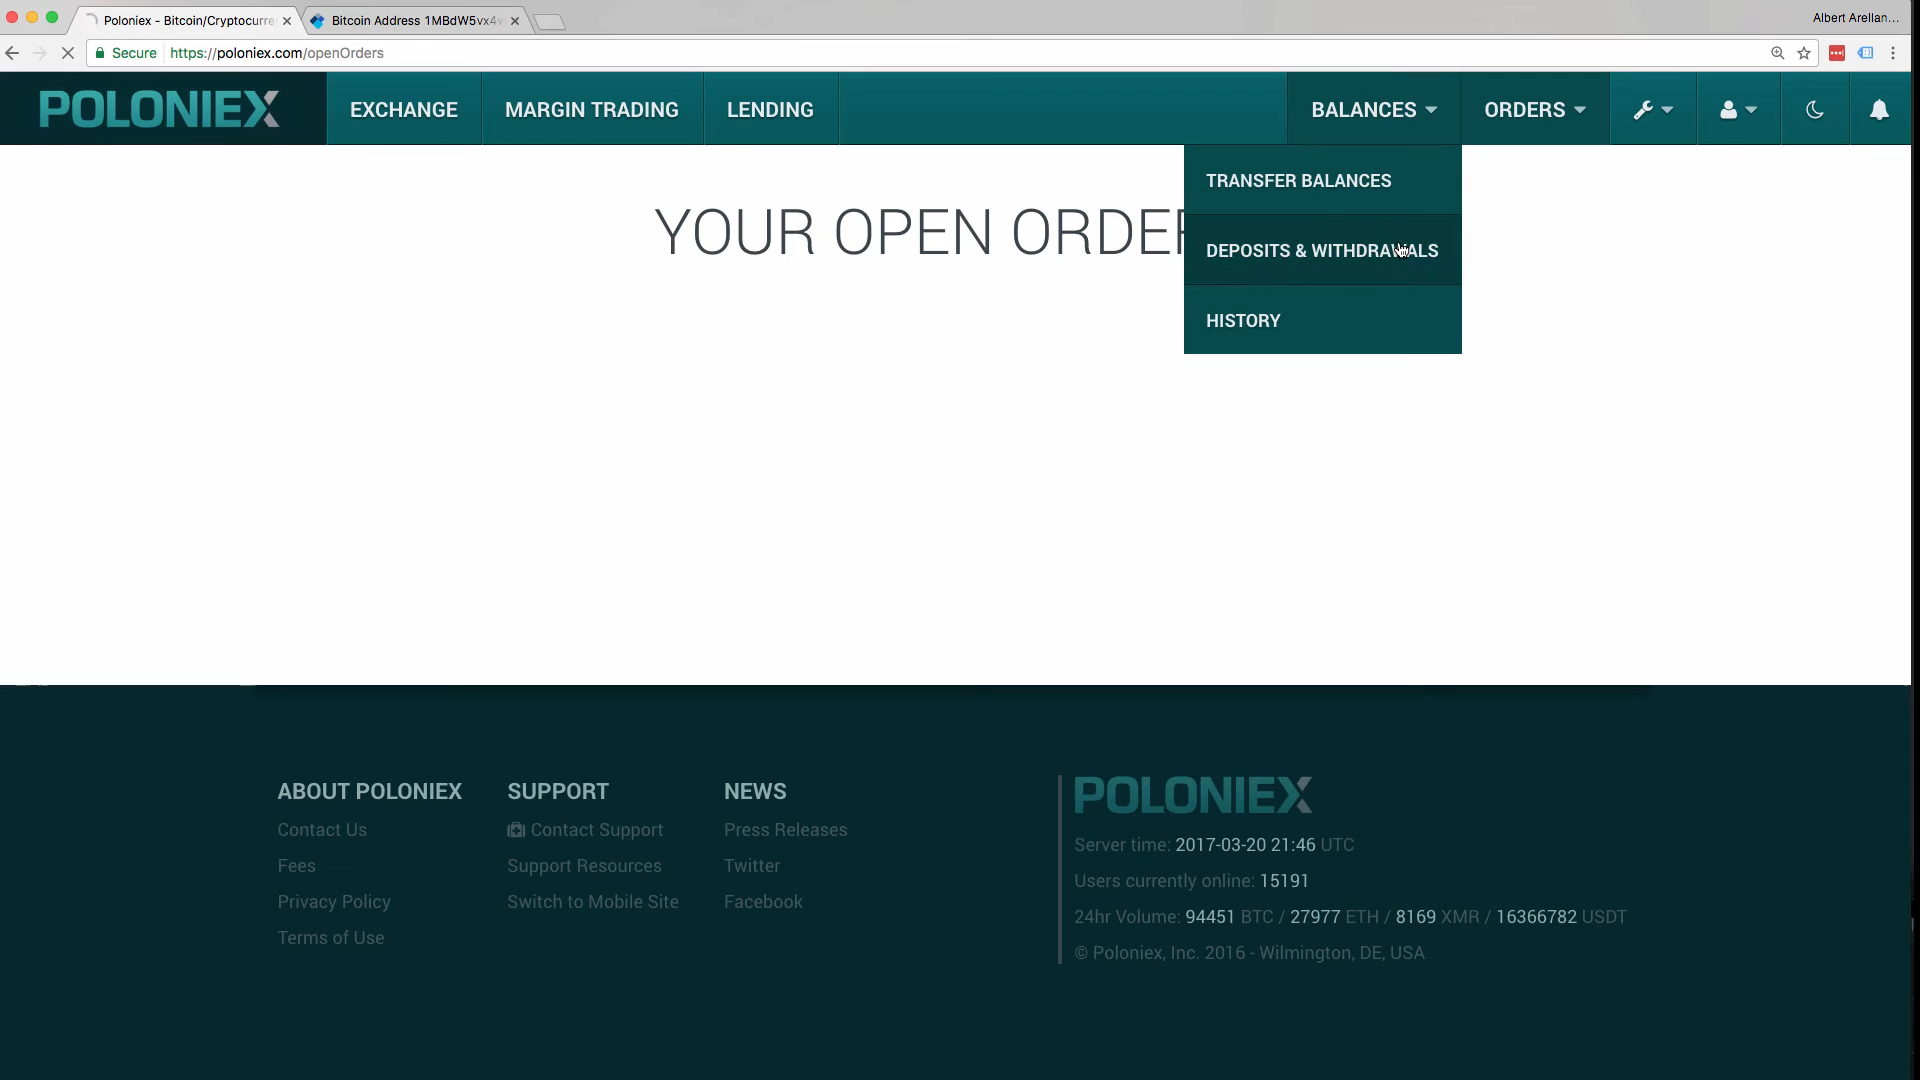 Poloniex - Bitcoin/Cryptocurre
Bitcoin Address 1MBdW5vx4w
Albert Arellan...
Secure
https://poloniex.com/openOrders
POLONIEX
EXCHANGE
MARGIN TRADING
LENDING
BALANCES
ORDERS
TRANSFER BALANCES
DEPOSITS & WITHDRAWALS
HISTORY
YOUR OPEN ORDER
ABOUT POLONIEX
Contact Us
Fees
Privacy Policy
Terms of Use
SUPPORT
Contact Support
Support Resources
Switch to Mobile Site
NEWS
Press Releases
Twitter
Facebook
POLONIEX
Server time: 2017-03-20 21:46 UTC
Users currently online: 15191
24hr Volume: 94451 BTC / 27977 ETH / 8169 XMR / 16366782 USDT
© Poloniex, Inc. 2016 - Wilmington, DE, USA